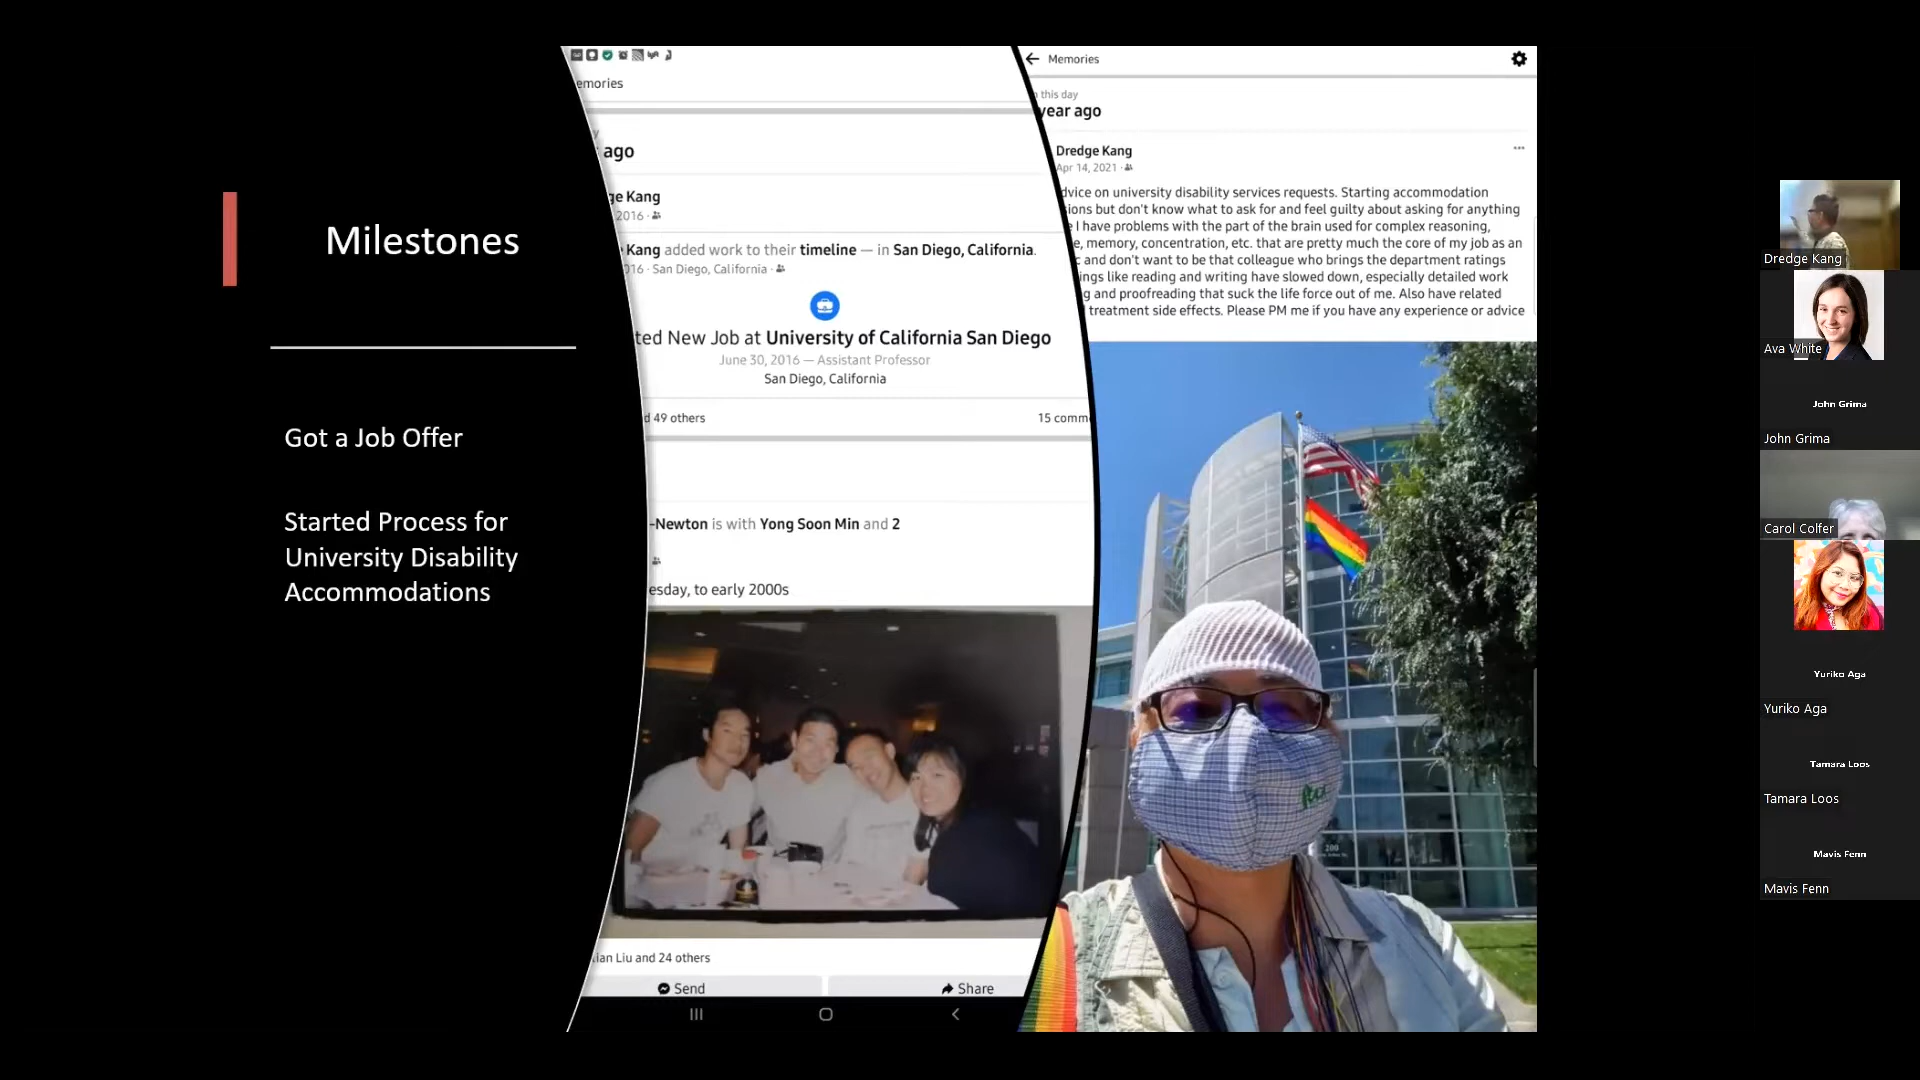 Milestones
Got a Job Offer
Started Process for
University Disability
Accommodations
emories
ago
ge Kang
2016
Kang added work to their timeline — in San Diego, California.
016 · San Diego, California ·
ted New Job at University of California San Diego
June 30, 2016 — Assistant Professor
San Diego, California
d 49 others
15 comme
-Newton is with Yong Soon Min and 2
esday, to early 2000s
ian Liu and 24 others
Send
Share
Memories
this day
year ago
Dredge Kang
Apr 14, 2021 ·
dvice on university disability services requests. Starting accommodation
sions but don't know what to ask for and feel guilty about asking for anything
I have problems with the part of the brain used for complex reasoning,
e, memory, concentration, etc. that are pretty much the core of my job as an
c and don't want to be that colleague who brings the department ratings
ings like reading and writing have slowed down, especially detailed work
g and proofreading that suck the life force out of me. Also have related
treatment side effects. Please PM me if you have any experience or advice
200
Dredge Kang
Ava White
John Grima
John Grima
Carol Colfer
Yuriko Aga
Yuriko Aga
Tamara Loos
Tamara Loos
Mavis Fenn
Mavis Fenn